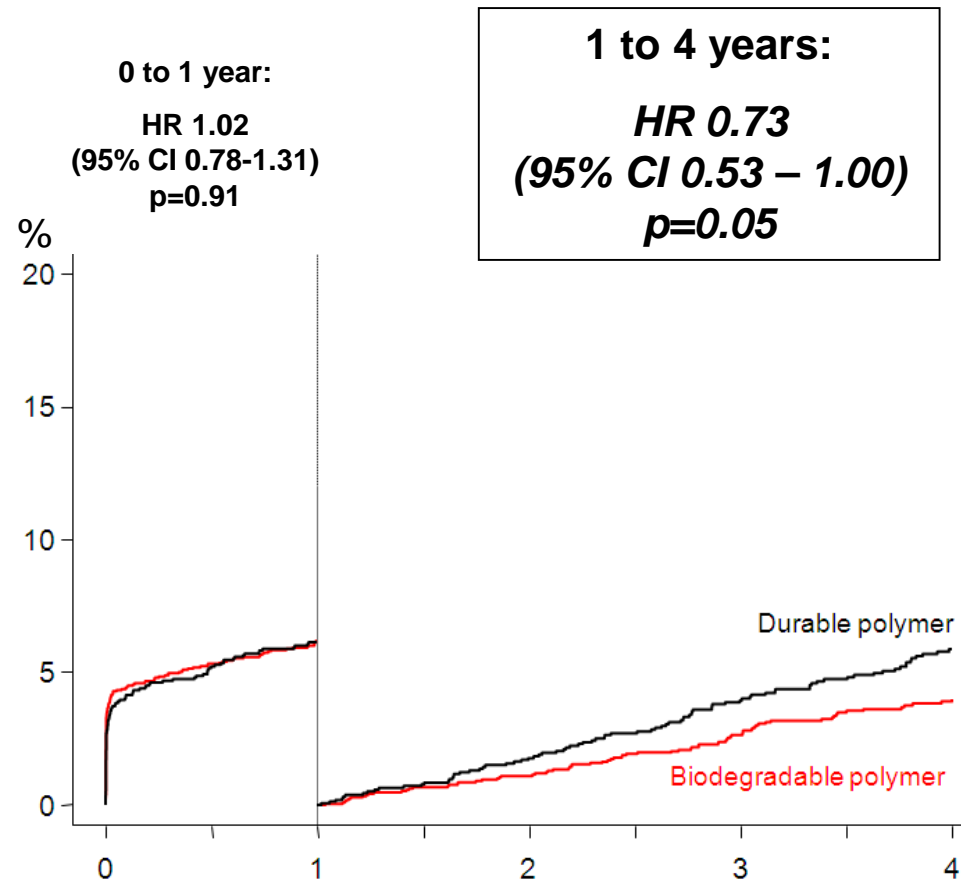 0 to 1 year:
HR 1.02
(95% CI 0.78-1.31)
p=0.91
1 to 4 years:
HR 0.73
(95% CI 0.53 – 1.00)
p=0.05
%
20
15
10
5
0
Durable polymer
Biodegradable polymer
0 1 2 3 4